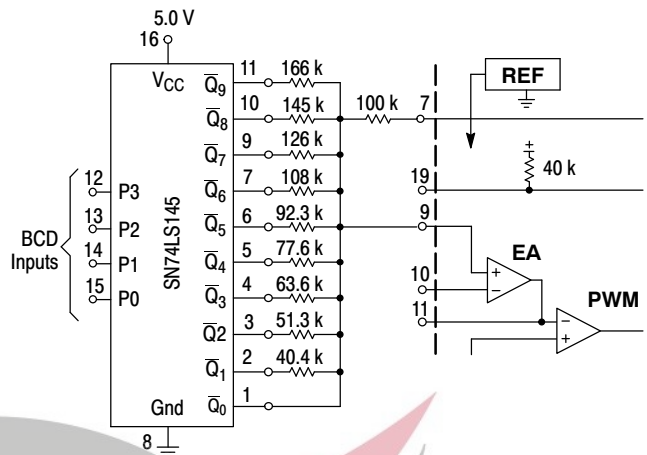 5.0 V
16
VCC
SN74LS145
Gnd
8
BCD
Inputs
12 P3
13 P2
14 P1
15 P0
Q9 11 166 k
Q8 10 145 k
Q7 9 126 k
Q6 7 108 k
Q5 6 92.3 k
Q4 5 77.6 k
Q3 4 63.6 k
Q2 3 51.3 k
Q1 2 40.4 k
Q0 1
100 k 7
REF
40 k
19
9
EA
+
−
10
11
PWM
−
+